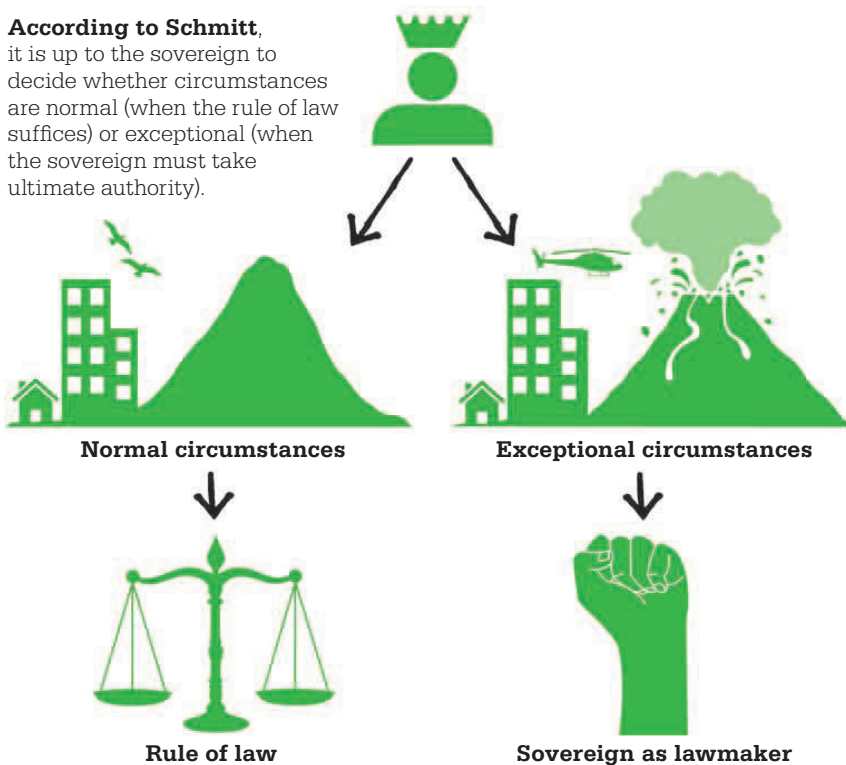 According to Schmitt,
it is up to the sovereign to
decide whether circumstances
are normal (when the rule of law
suffices) or exceptional (when
the sovereign must take
ultimate authority).
Normal circumstances
Exceptional circumstances
Rule of law
Sovereign as lawmaker